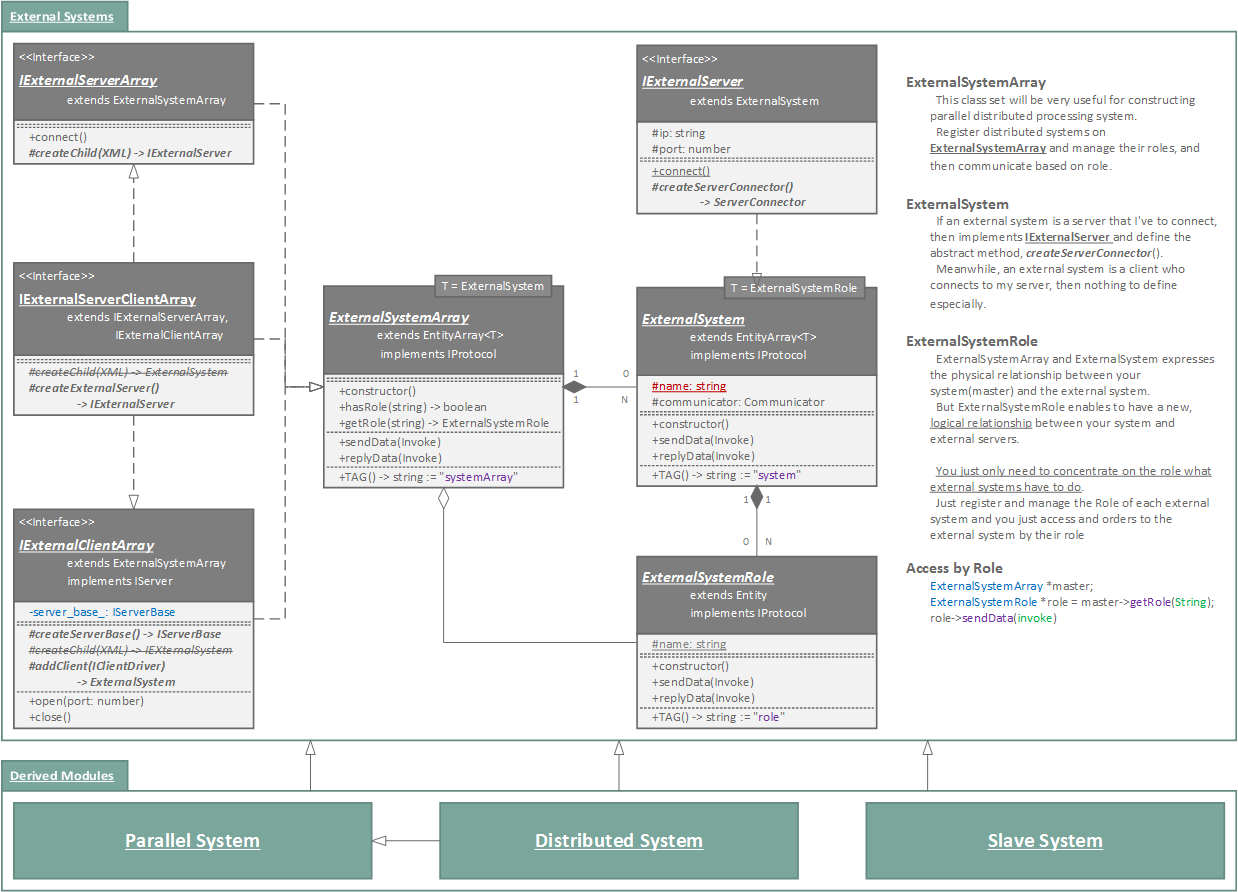 External Systems
<<Interface>>
IExternalServerArray
extends ExternalSystemArray
+connect()
#createChild(XML) -> IExternalServer
<<Interface>>
IExternalServerClientArray
extends IExternalServerArray,
IExternalClientArray
#createChild(XML) -> ExternalSystem
#createExternalServer()
-> IExternalServer
<<Interface>>
IExternalClientArray
extends ExternalSystemArray
implements IServer
-server_base_: IServerBase
#createServerBase() -> IServerBase
#createChild(XML) -> IEXternalSystem
#addClient(IClientDriver)
-> ExternalSystem
+open(port: number)
+close()
T = ExternalSystem
ExternalSystemArray
extends EntityArray<T>
implements IProtocol
+constructor()
+hasRole(string) -> boolean
+getRole(string) -> ExternalSystemRole
+sendData(Invoke)
+replyData(Invoke)
+TAG() -> string := "systemArray"
1
1
0
N
<<Interface>>
IExternalServer
extends ExternalSystem
#ip: string
#port: number
+connect()
#createServerConnector()
-> ServerConnector
T = ExternalSystemRole
ExternalSystem
extends EntityArray<T>
implements IProtocol
#name: string
#communicator: Communicator
+constructor()
+sendData(Invoke)
+replyData(Invoke)
+TAG() -> string := "system"
1 1
0 N
ExternalSystemRole
extends Entity
implements IProtocol
#name: string
+constructor()
+sendData(Invoke)
+replyData(Invoke)
+TAG() -> string := "role"
ExternalSystemArray
This class set will be very useful for constructing
parallel distributed processing system.
Register distributed systems on
ExternalSystemArray and manage their roles, and
then communicate based on role.
ExternalSystem
If an external system is a server that I've to connect,
then implements IExternalServer and define the
abstract method, createServerConnector().
Meanwhile, an external system is a client who
connects to my server, then nothing to define
especially.
ExternalSystemRole
ExternalSystemArray and ExternalSystem expresses
the physical relationship between your
system(master) and the external system.
But ExternalSystemRole enables to have a new,
logical relationship between your system and
external servers.
You just only need to concentrate on the role what
external systems have to do.
Just register and manage the Role of each external
system and you just access and orders to the
external system by their role
Access by Role
ExternalSystemArray *master;
ExternalSystemRole *role = master->getRole(String);
role->sendData(invoke)
Derived Modules
Parallel System
Distributed System
Slave System